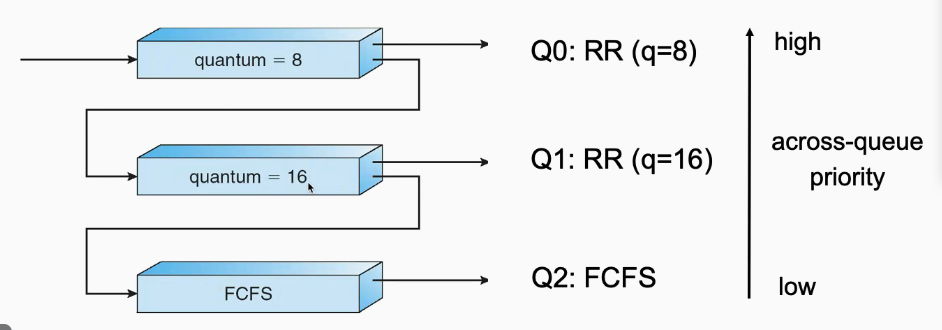 quantum = 8
Q0: RR (q=8)
high
quantum = 16
Q1: RR (q=16)
across-queue
priority
FCFS
Q2: FCFS
low